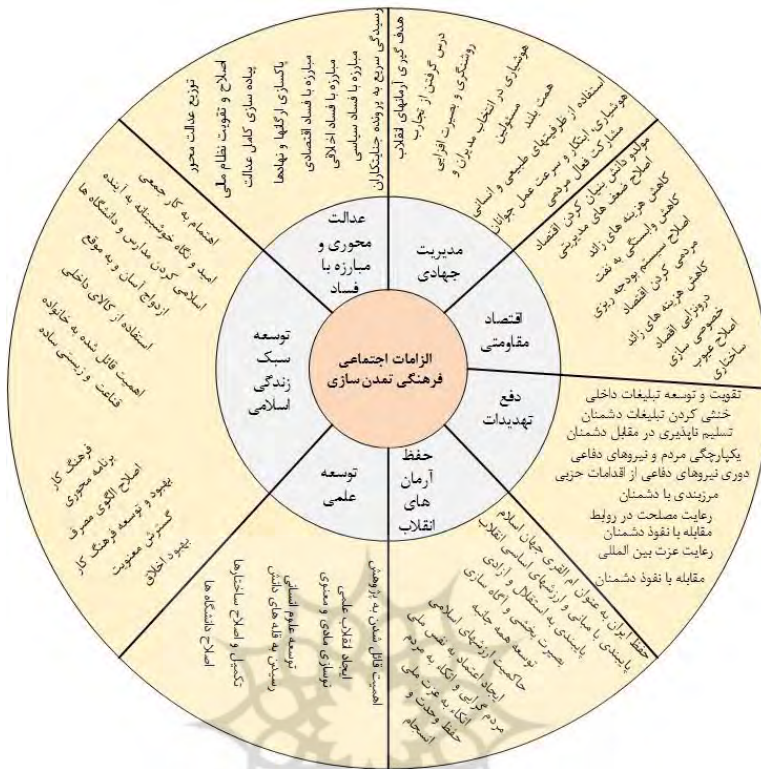 الزامات اجتماعی
فرهنگی تمدن سازی
مدیریت
جهادی
هدف گیری آرمانهای انقلاب
درس گرفتن از تجارب
روشنگری و بصیرت افزایی
هوشیاری در انتخاب مدیران و
مسئولین
همت بلند
استفاده از ظرفیتهای طبیعی و انسانی
هوشیاری، ابتکار و سرعت عمل جوانان
مشارکت فعال مردمی
اقتصاد
مقاومتی
مولدو دانش بنیان کردن اقتصاد
اصلاح ضعف های مدیریتی
کاهش هزینه های زائد
کاهش وابستگی به نفت
اصلاح سیستم بودجه ریزی
مردمی کردن اقتصاد
کاهش هزینه های زائد
درونزایی اقصاد
خصوصی سازی
اصلاح عیوب
ساختاری
دفع
تهدیدات
تقویت و توسعه تبلیغات داخلی
خنثی کردن تبلیغات دشمنان
تسلیم ناپذیری در مقابل دشمنان
یکپارچگی مردم و نیروهای دفاعی
دوری نیروهای دفاعی از اقدامات حزبی
مرزبندی با دشمنان
رعایت مصلحت در روابط
مقابله با نفوذ دشمنان
رعایت عزت بین المللی
مقابله با نفوذ دشمنان
حفظ
آرمان
های
انقلاب
حفظ ایران به عنوان ام القری جهان اسلام
پایبندی با مبانی و ارزشهای اساسی انقلاب
پایبندی به استقلال و آزادی
بصیرت بخشی و آگاه سازی
توسعه همه جانبه
حاکمیت ارزشهای اسلامی
ایجاد اعتماد به نفس ملی
مردم گرایی و اتکاء به مردم
اتکاء به عزت ملی
حفظ وحدت و
انسجام
توسعه
علمی
اهمیت قائل شدن به پژوهش
ایجاد انقلاب علمی
نوسازی مادی و معنوی
توسعه علوم انسانی
رسیدن به قله های دانش
تکمیل و اصلاح ساختارها
اصلاح دانشگاه ها
توسعه
سبک
زندگی
اسلامی
اهتمام به کار جمعی
امید و نگاه خوشبینانه به آینده
اسلامی کردن مدارس و دانشگاه ها
ازدواج آسان و به موقع
استفاده از کالای داخلی
اهمیت قائل شده به خانواده
قناعت و زیستی ساده
فرهنگ کار
برنامه محوری
اصلاح الگوی مصرف
بهبود و توسعه فرهنگ کار
گسترش معنویت
بهبود اخلاق
عدالت
محوری و
مبارزه با
فساد
رسیدگی سریع به پرونده جنایتکاران
مبارزه با فساد سیاسی
مبارزه با فساد اخلاقی
مبارزه با فساد اقتصادی
پاکسازی ارگانها و نهادها
پیاده سازی کامل عدالت
اصلاح و تقویت نظام مالی
توزیع عدالت محور